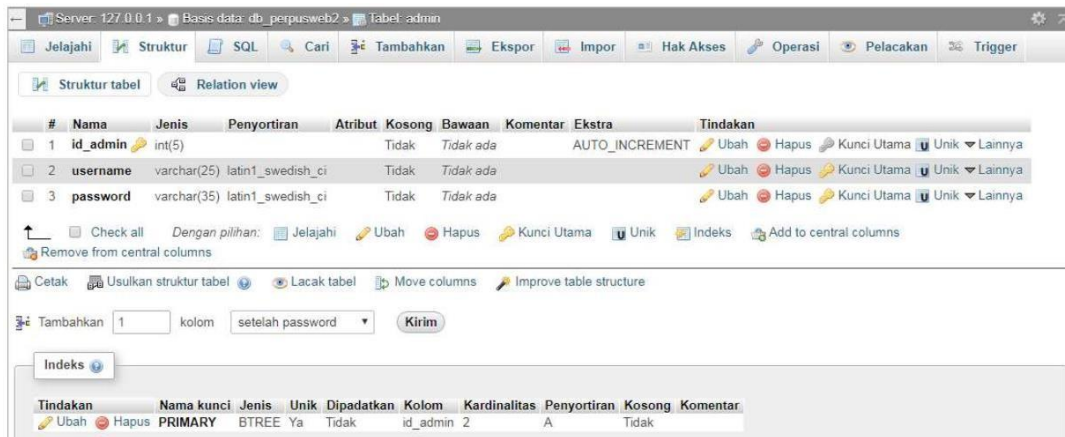 Server: 127.0.0.1 » Basis data: db_perpusweb2 » Tabel: admin
Jelajahi Struktur SQL Cari Tambahkan Ekspor Impor Hak Akses Operasi Pelacakan Trigger
Struktur tabel Relation view
# Nama Jenis Penyortiran Atribut Kosong Bawaan Komentar Ekstra Tindakan
1 id_admin int(5) Tidak Tidak ada AUTO_INCREMENT Ubah Hapus Kunci Utama Unik Lainnya
2 username varchar(25) latin1_swedish_ci Tidak Tidak ada Ubah Hapus Kunci Utama Unik Lainnya
3 password varchar(35) latin1_swedish_ci Tidak Tidak ada Ubah Hapus Kunci Utama Unik Lainnya
Check all Dengan pilihan: Jelajahi Ubah Hapus Kunci Utama Unik Indeks Add to central columns
Remove from central columns
Cetak Usulkan struktur tabel Lacak tabel Move columns Improve table structure
Tambahkan 1 kolom setelah password Kirim
Indeks
Tindakan Nama kunci Jenis Unik Dipadatkan Kolom Kardinalitas Penyortiran Kosong Komentar
Ubah Hapus PRIMARY BTREE Ya Tidak id_admin 2 A Tidak